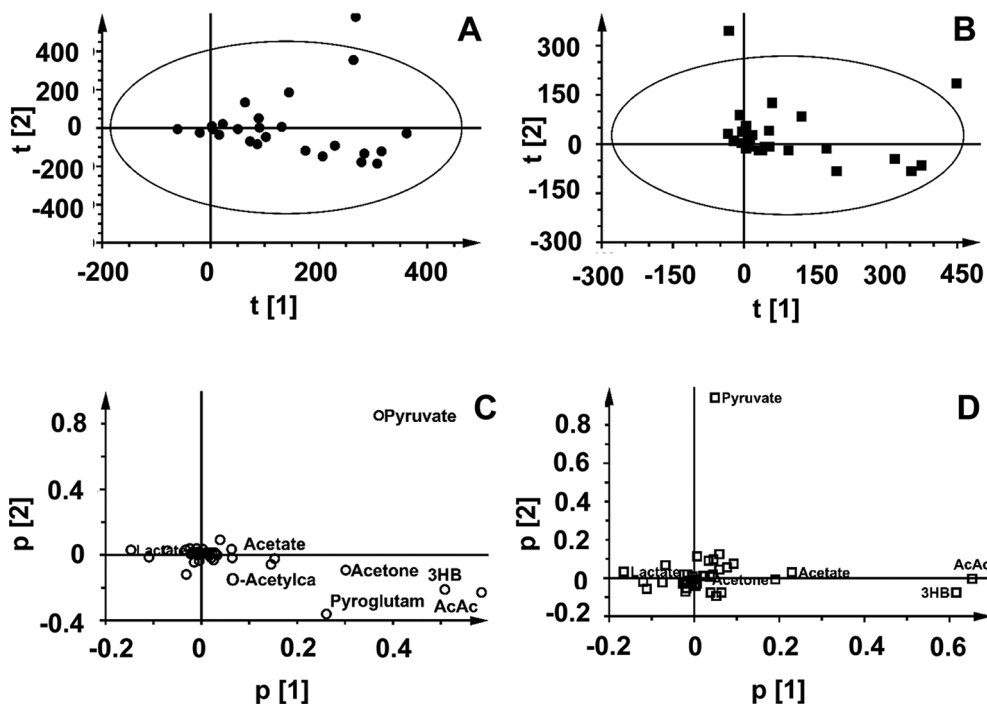 A
400
200
0
-200
-400
t [2]
-200
0
200
400
t [1]
B
300
150
0
-150
-300
t [2]
-300
-150
0
150
300
450
t [1]
C
0.8
0.4
0
-0.4
p [2]
Pyruvate
Lactate
Acetate
O-Acetylca
Acetone
3HB
Pyroglutam
AcAc
-0.2
0
0.2
0.4
p [1]
D
0.8
0.6
0.4
0.2
0
-0.2
p [2]
Pyruvate
AcAc
Lactate
Acetone
Acetate
3HB
-0.2
0
0.2
0.4
0.6
p [1]